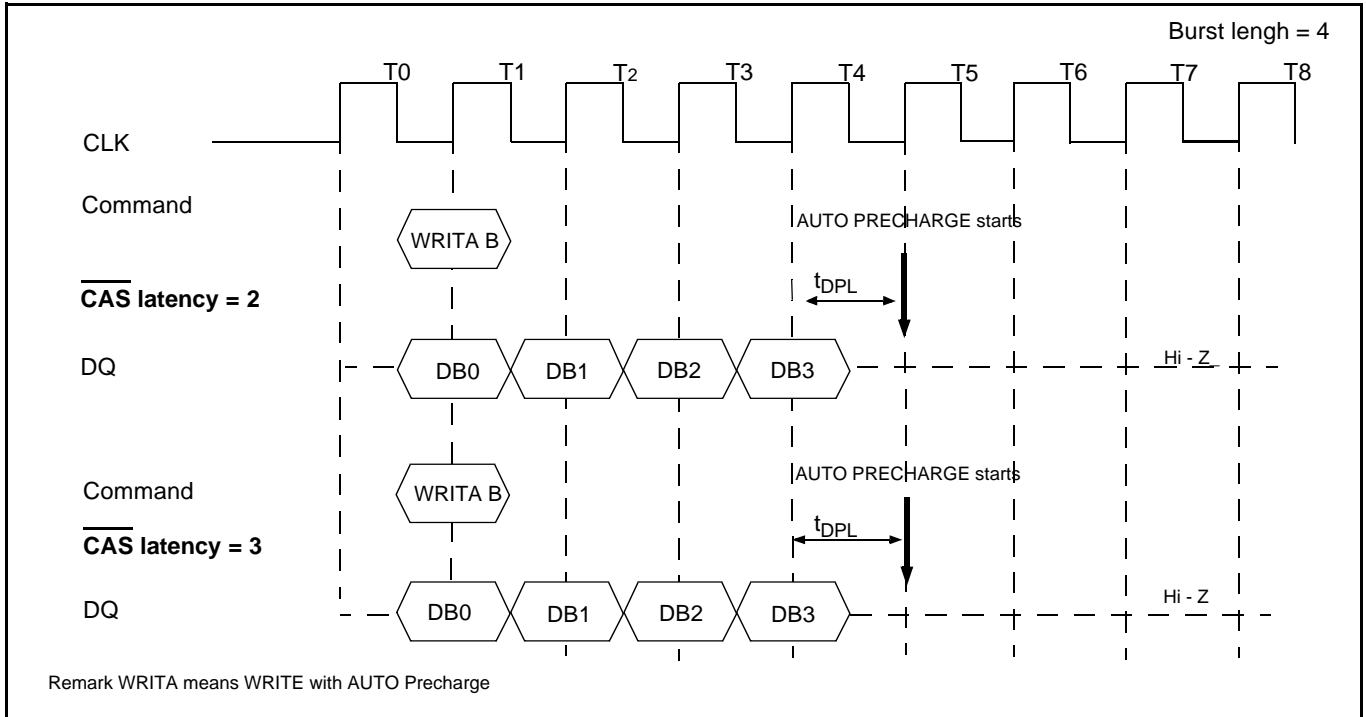 Burst lengh = 4
T0 T1 T2 T3 T4 T5 T6 T7 T8
CLK
Command
WRITA B
AUTO PRECHARGE starts
CAS latency = 2
tDPL
DQ
DB0 DB1 DB2 DB3
Hi - Z
Command
WRITA B
AUTO PRECHARGE starts
CAS latency = 3
tDPL
DQ
DB0 DB1 DB2 DB3
Hi - Z
Remark WRITA means WRITE with AUTO Precharge